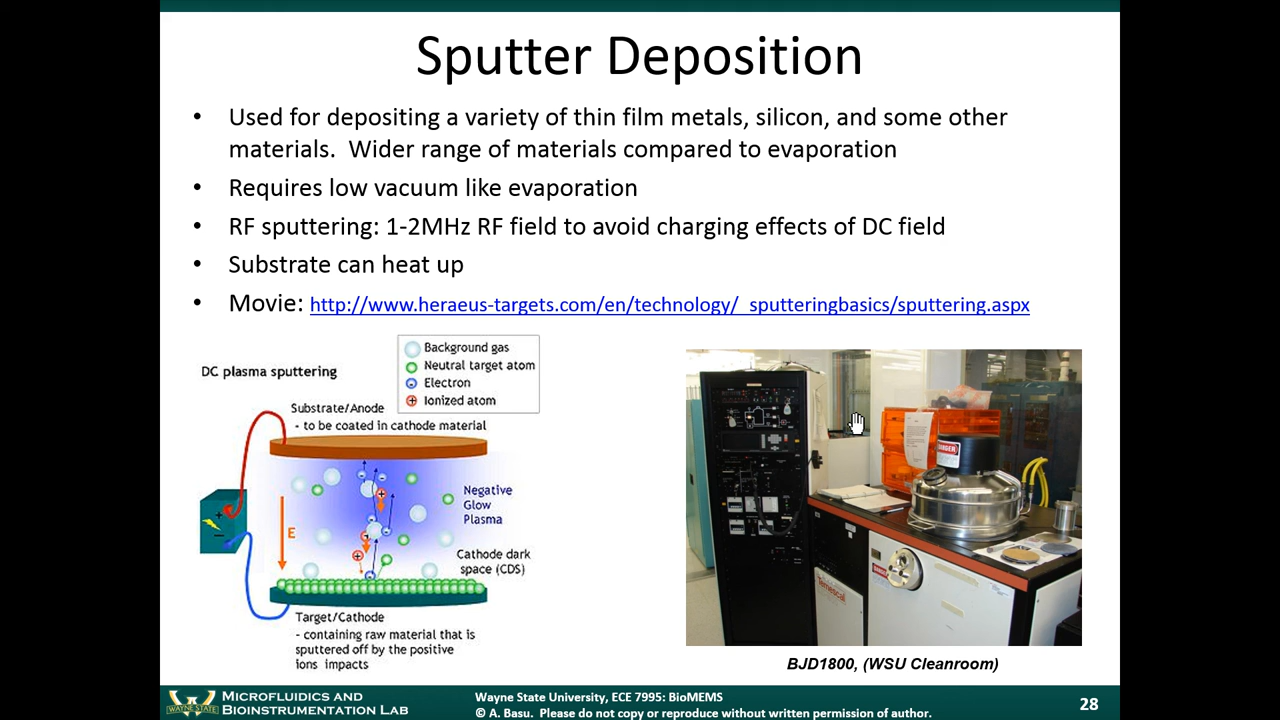 Sputter Deposition
• Used for depositing a variety of thin film metals, silicon, and some other
materials. Wider range of materials compared to evaporation
• Requires low vacuum like evaporation
• RF sputtering: 1-2MHz RF field to avoid charging effects of DC field
• Substrate can heat up
• Movie: http://www.heraeus-targets.com/en/technology/_sputteringbasics/sputtering.aspx
DC plasma sputtering
Background gas
Neutral target atom
Electron
Ionized atom
Substrate/Anode
- to be coated in cathode material
Negative
Glow
Plasma
E
Cathode dark
space (CDS)
Target/Cathode
- containing raw material that is
sputtered off by the positive
ions impacts
DANGER
Temescal
BJD1800, (WSU Cleanroom)
WAYNE STATE
MICROFLUIDICS AND
BIOINSTRUMENTATION LAB
Wayne State University, ECE 7995: BioMEMS
© A. Basu. Please do not copy or reproduce without written permission of author.
28